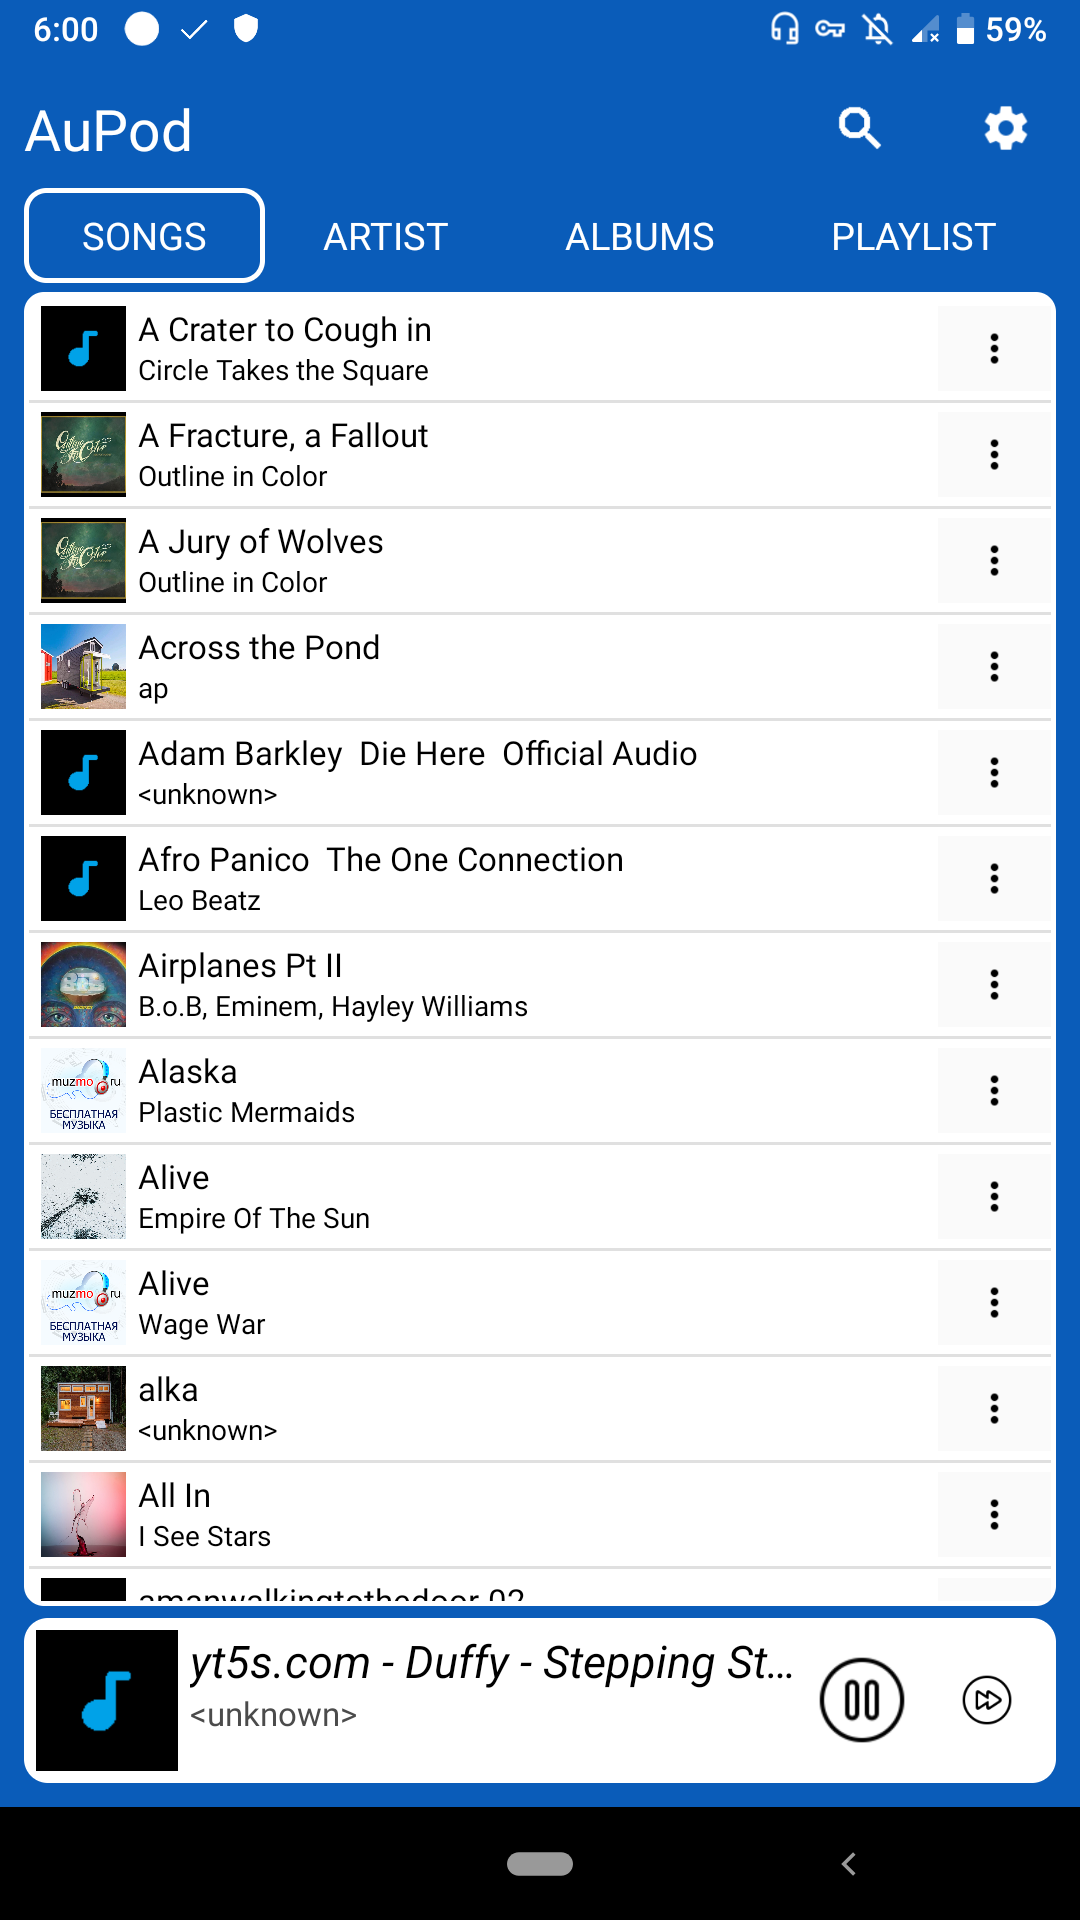 6:00 59%
AuPod
SONGS ARTIST ALBUMS PLAYLIST
A Crater to Cough in
Circle Takes the Square
A Fracture, a Fallout
Outline in Color
A Jury of Wolves
Outline in Color
Across the Pond
ap
Adam Barkley  Die Here  Official Audio
<unknown>
Afro Panico  The One Connection
Leo Beatz
Airplanes Pt II
B.o.B, Eminem, Hayley Williams
muzmo ru
БЕСПЛАТНАЯ
МУЗЫКА
Alaska
Plastic Mermaids
Alive
Empire Of The Sun
muzmo ru
БЕСПЛАТНАЯ
МУЗЫКА
Alive
Wage War
alka
<unknown>
All In
I See Stars
amanwalkingtothedoor 02
yt5s.com - Duffy - Stepping St...
<unknown>